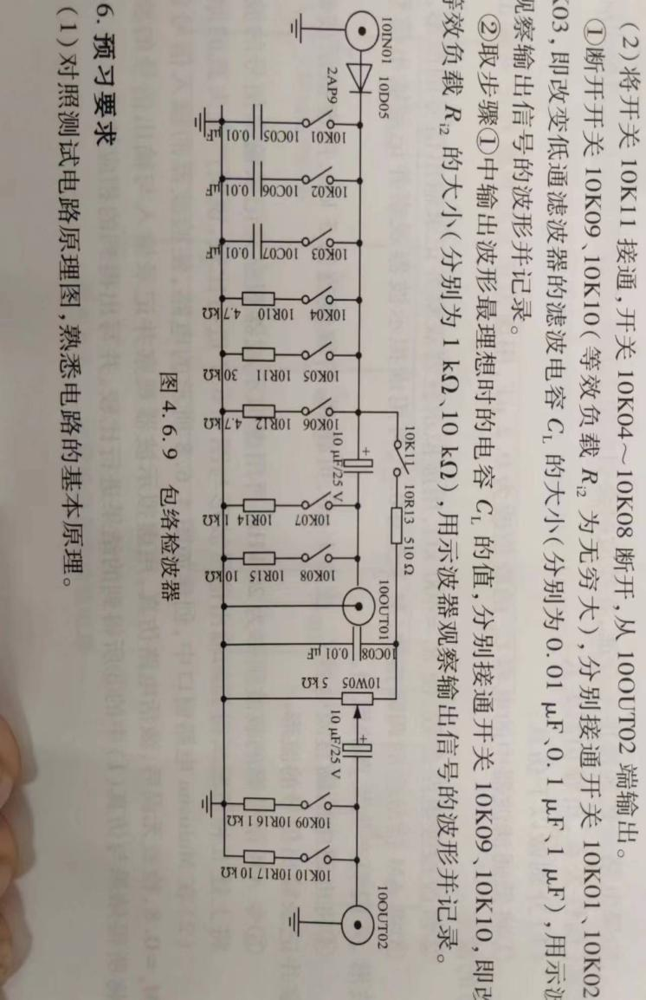 (2)将开关 10K11 接通,开关 10K04～10K08 断开,从 10OUT02 端输出。
①断开开关 10K09、10K10(等效负载 Ri2 为无穷大),分别接通开关 10K01、10K02
K03,即改变低通滤波器的滤波电容 CL 的大小(分别为 0.01 μF、0.1 μF、1 μF),用示波
观察输出信号的波形并记录。
②取步骤①中输出波形最理想时的电容 CL 的值,分别接通开关 10K09、10K10,即改
等效负载 Ri2 的大小(分别为 1 kΩ、10 kΩ),用示波器观察输出信号的波形并记录。
10IN01 10D05
2AP9
10K11 10R13 510 Ω
10K01 10C05 0.01 μF
10K02 10C06 0.01 μF
10K03 10C07 0.01 μF
10K04 10R10 4.7 kΩ
10K05 10R11 30 kΩ
10K06 10R12 4.7 kΩ
+
10 μF/25 V
10K07 10R14 1 kΩ
10K08 10R15 10 kΩ
10OUT01
10C08 0.01 μF
10W05 5 kΩ
+
10 μF/25 V
10K09 10R16 1 kΩ
10K10 10R17 10 kΩ
10OUT02
图 4.6.9 包络检波器
6. 预习要求
(1)对照测试电路原理图,熟悉电路的基本原理。